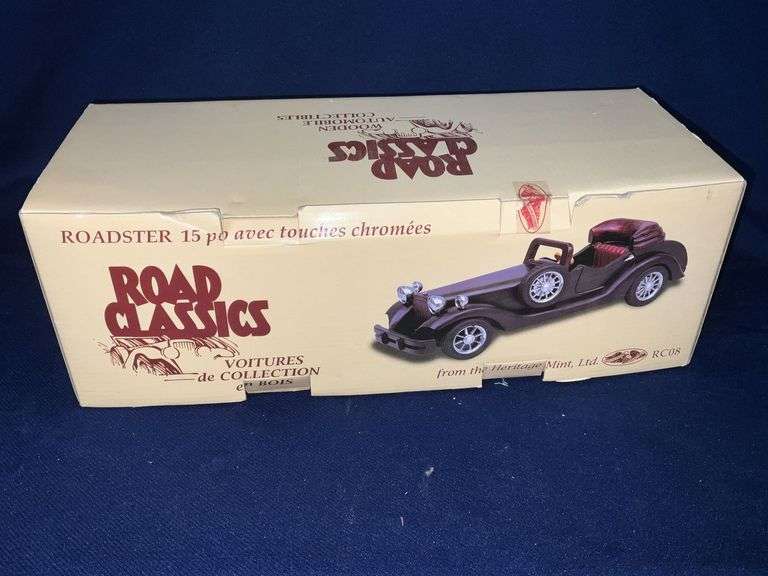 WOODEN
AUTOMOBILE
COLLECTIBLES
ROAD
CLASSICS
ROADSTER 15 po avec touches chromées
ROAD
CLASSICS
VOITURES
de COLLECTION
en BOIS
from the Heritage Mint, Ltd. RC08